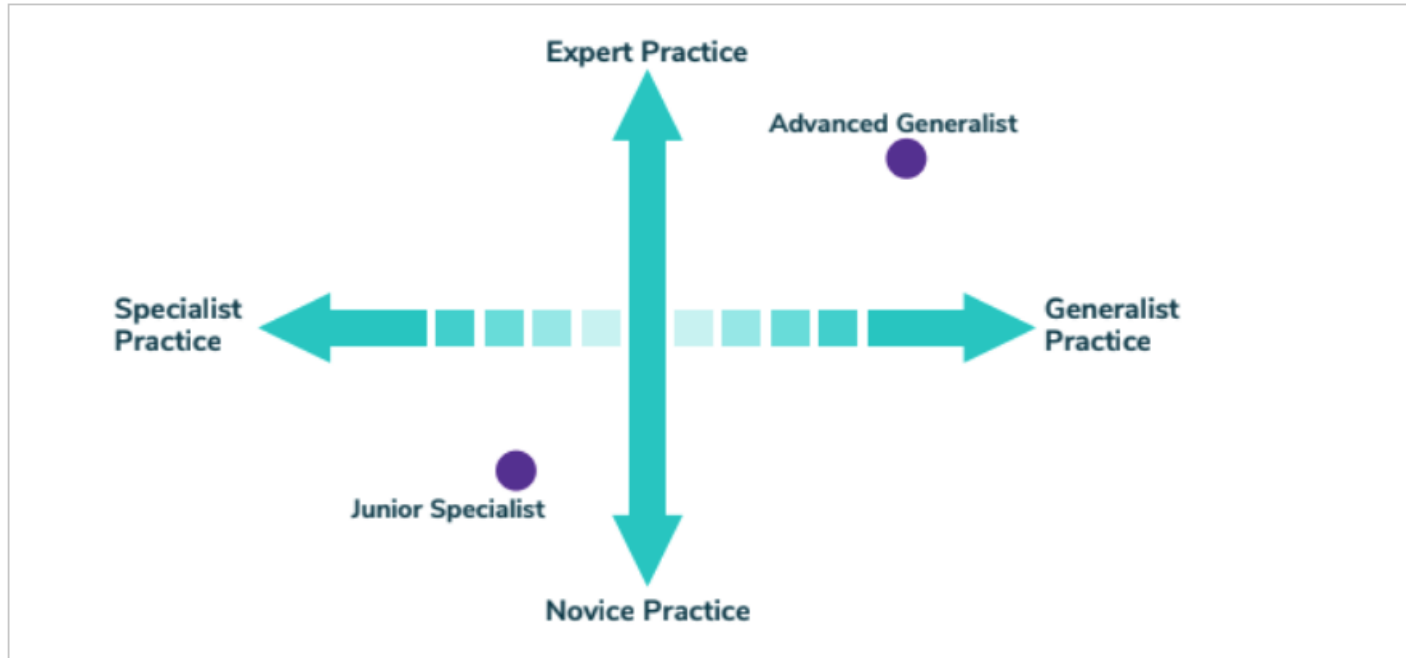 Expert Practice
Advanced Generalist
Specialist
Practice
Generalist
Practice
Junior Specialist
Novice Practice